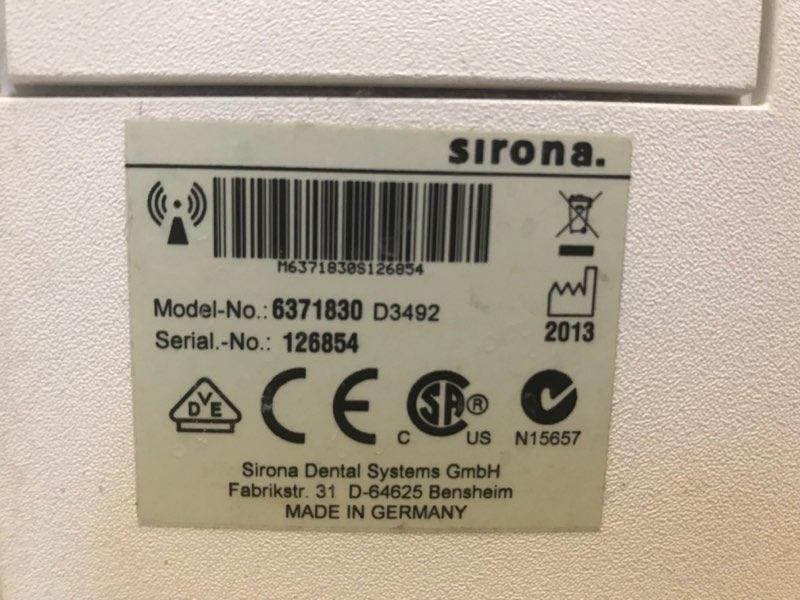 sirona.
M6371830S126854
Model-No.: 6371830 D3492
Serial.-No.: 126854
2013
DVE
CE
CSA® C US
N15657
Sirona Dental Systems GmbH
Fabrikstr. 31 D-64625 Bensheim
MADE IN GERMANY